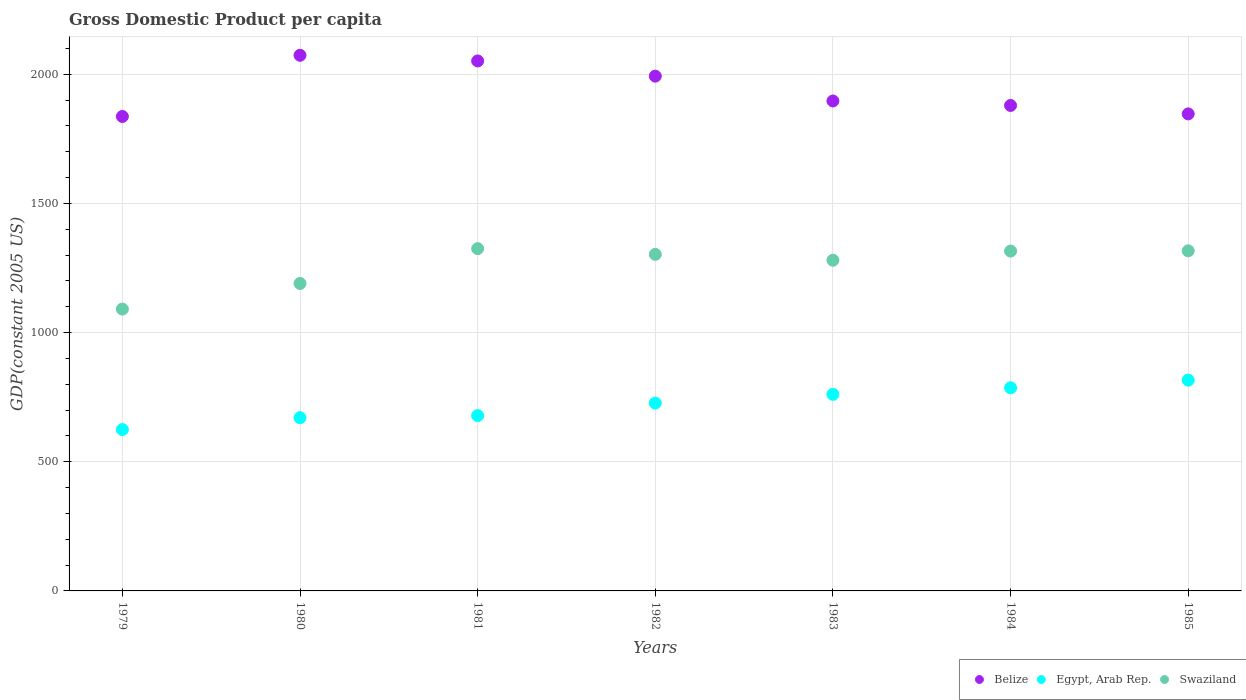 Gross Domestic Product per capita
GDP(constant 2005 US)
2000
1500
1000
500
0
1979
1980
1981
1982
1983
1984
1985
Years
Belize
Egypt, Arab Rep.
Swaziland